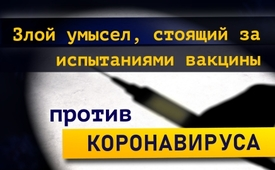 Злой умысел, стоящий за
испытаниями вакцины
против
КОРОНАВИРУСА